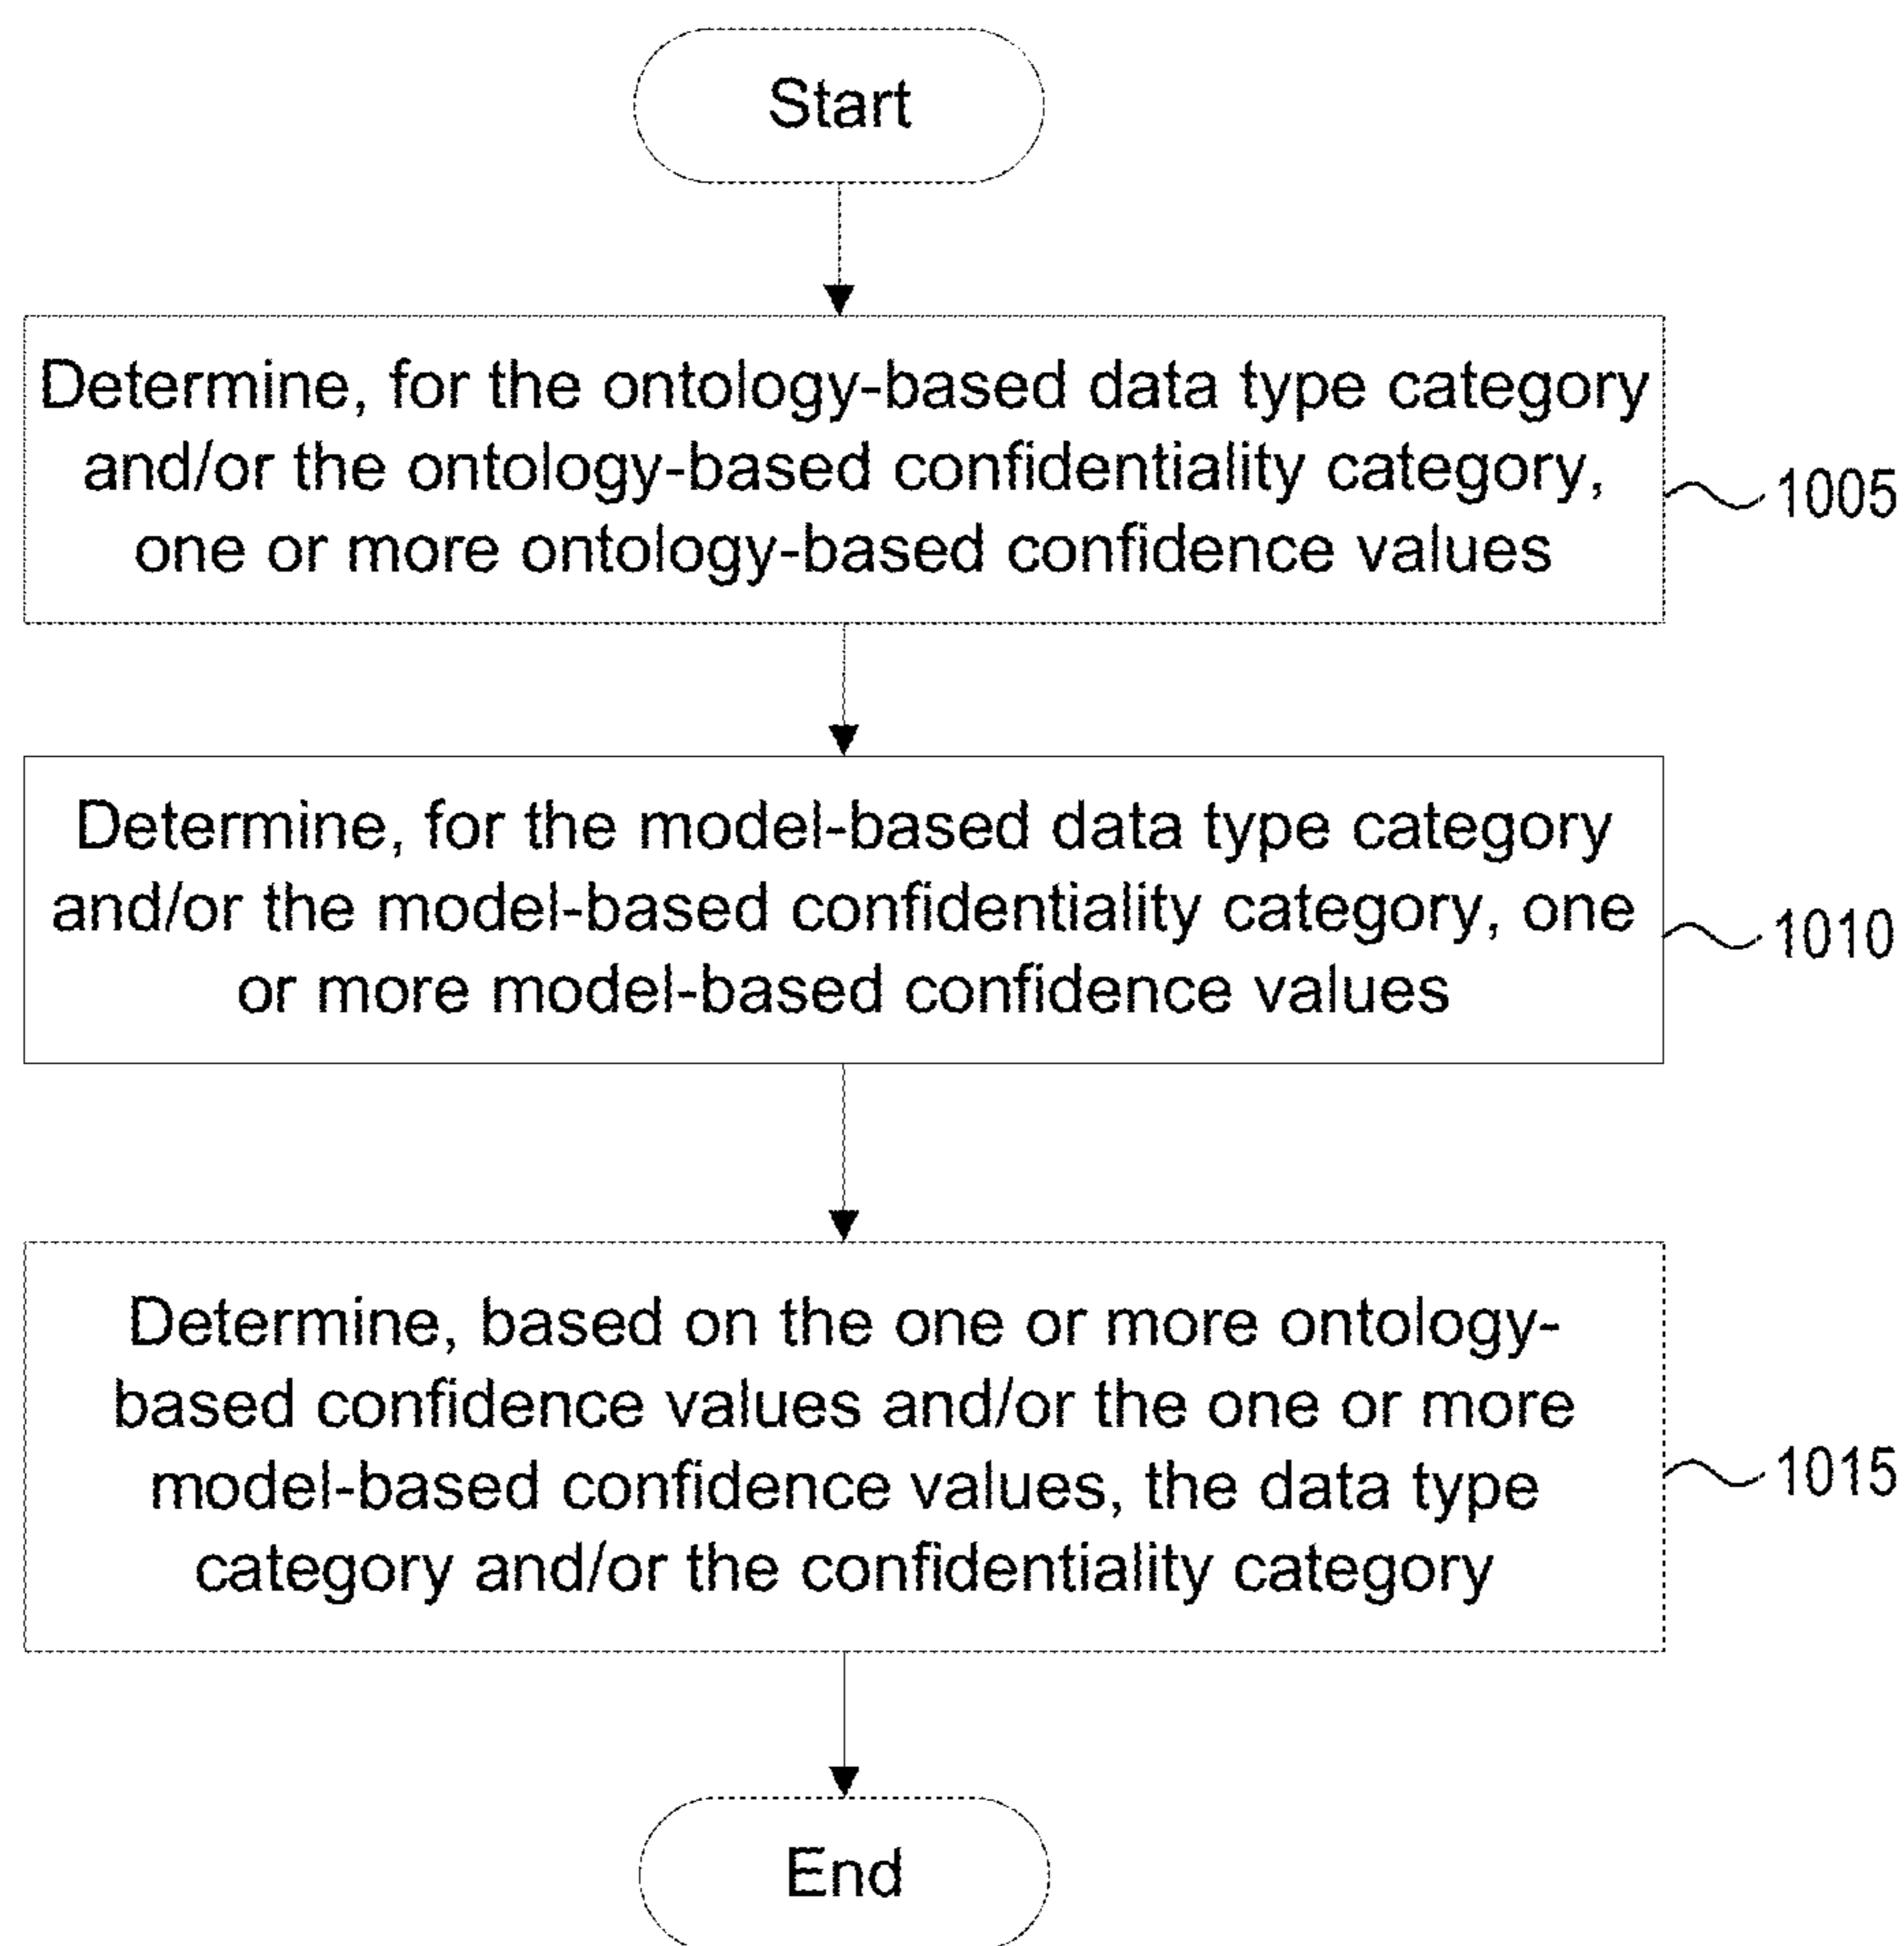 Start
Determine, for the ontology-based data type category
and/or the ontology-based confidentiality category,
one or more ontology-based confidence values
1005
Determine, for the model-based data type category
and/or the model-based confidentiality category, one
or more model-based confidence values
1010
Determine, based on the one or more ontology-
based confidence values and/or the one or more
model-based confidence values, the data type
category and/or the confidentiality category
1015
End